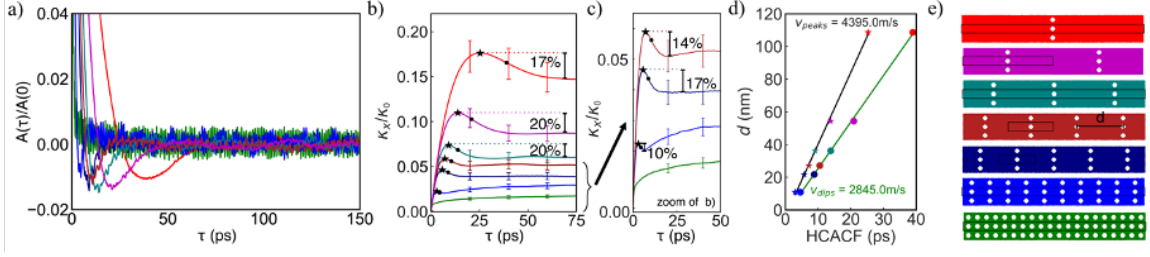 a)
0.04
0.02
0.00
−0.02
A(τ)/A(0)
0
50
100
150
τ (ps)
b)
0.20
0.15
0.10
0.05
0.00
κx/κ0
17%
20%
20%
0
25
50
75
τ (ps)
c)
0.05
0.00
κx/κ0
14%
17%
10%
zoom of b)
0
20
40
τ (ps)
d)
120
100
80
60
40
20
0
d (nm)
vpeaks = 4395.0m/s
vdips = 2845.0m/s
0
10
20
30
40
HCACF (ps)
e)
d